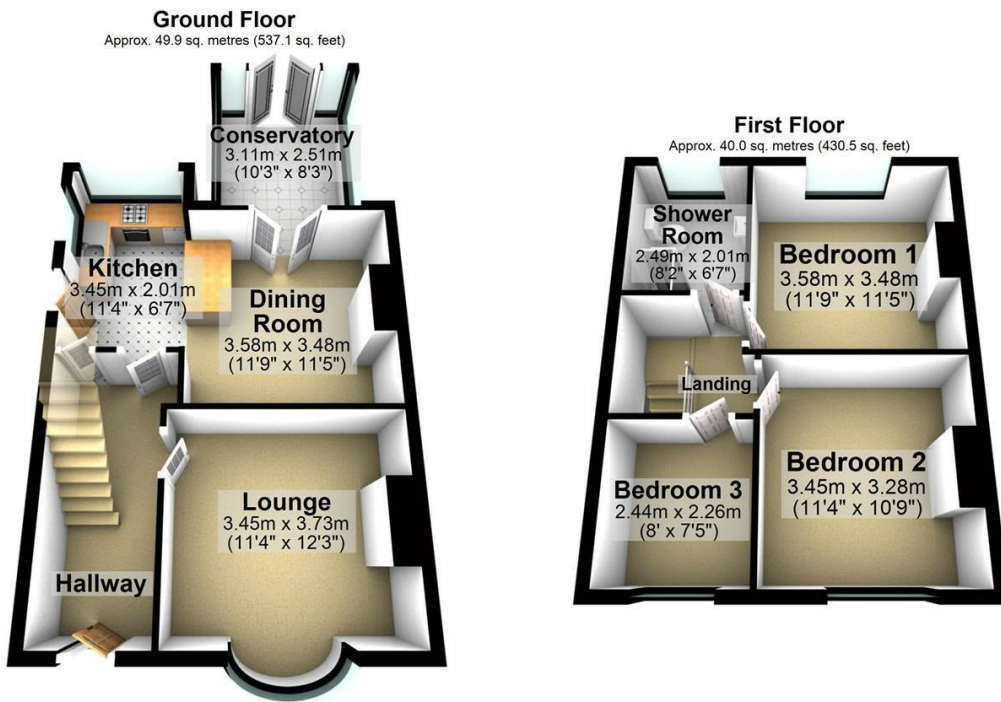 Ground Floor
Approx. 49.9 sq. metres (537.1 sq. feet)
Conservatory
3.11m x 2.51m
(10'3" x 8'3")
Kitchen
3.45m x 2.01m
(11'4" x 6'7")
Dining
Room
3.58m x 3.48m
(11'9" x 11'5")
Lounge
3.45m x 3.73m
(11'4" x 12'3")
Hallway
First Floor
Approx. 40.0 sq. metres (430.5 sq. feet)
Shower
Room
2.49m x 2.01m
(8'2" x 6'7")
Bedroom 1
3.58m x 3.48m
(11'9" x 11'5")
Landing
Bedroom 2
3.45m x 3.28m
(11'4" x 10'9")
Bedroom 3
2.44m x 2.26m
(8' x 7'5")